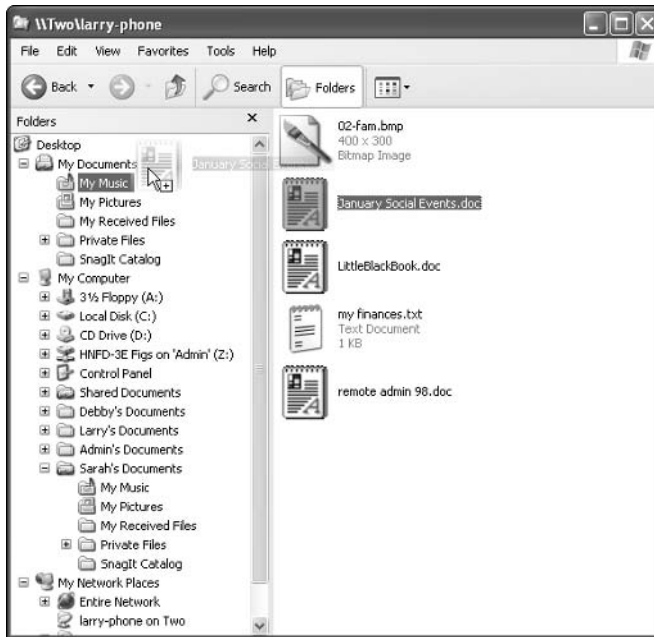 \\Two\larry-phone
File Edit View Favorites Tools Help
Back Search Folders
Folders
Desktop
My Documents
My Music
My Pictures
My Received Files
Private Files
SnagIt Catalog
My Computer
3½ Floppy (A:)
Local Disk (C:)
CD Drive (D:)
HNFD-3E Figs on 'Admin' (Z:)
Control Panel
Shared Documents
Debby's Documents
Larry's Documents
Admin's Documents
Sarah's Documents
My Music
My Pictures
My Received Files
Private Files
SnagIt Catalog
My Network Places
Entire Network
larry-phone on Two
January Social
02-fam.bmp
400 x 300
Bitmap Image
January Social Events.doc
LittleBlackBook.doc
my finances.txt
Text Document
1 KB
remote admin 98.doc